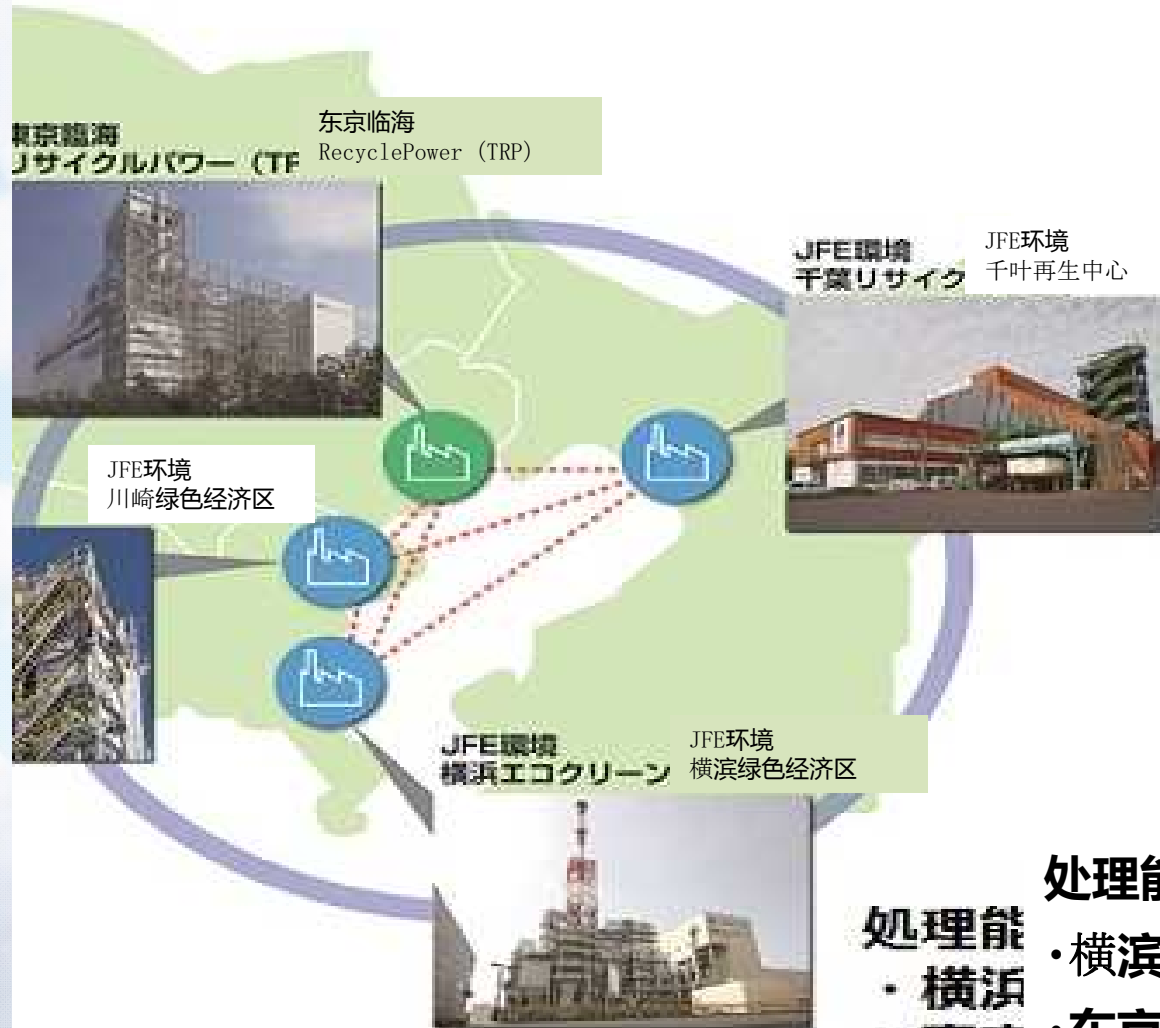 東京臨海
リサイクルパワー（TR
东京临海
RecyclePower (TRP)
JFE環境
千葉リサイク
JFE环境
千叶再生中心
JFE环境
川崎绿色经济区
JFE環境
横浜エコクリーン
JFE环境
横滨绿色经济区
処理能
・横浜
处理能
·横滨